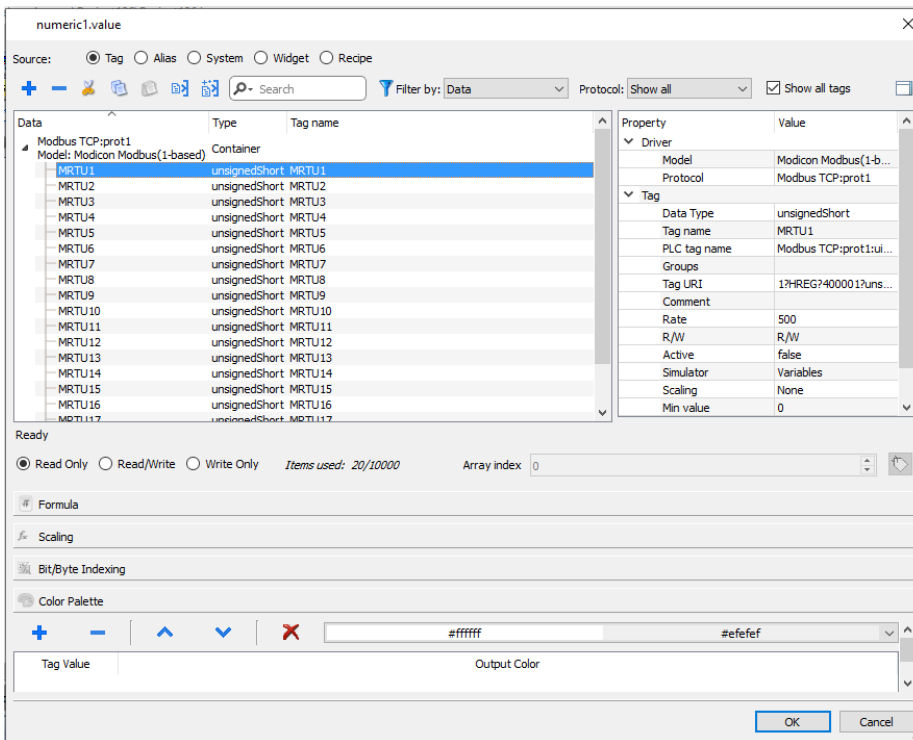 numeric1.value
Source: Tag Alias System Widget Recipe
Search Filter by: Data Protocol: Show all Show all tags
Data Type Tag name
Modbus TCP:prot1
Model: Modicon Modbus(1-based) Container
MRTU1 unsignedShort MRTU1
MRTU2 unsignedShort MRTU2
MRTU3 unsignedShort MRTU3
MRTU4 unsignedShort MRTU4
MRTU5 unsignedShort MRTU5
MRTU6 unsignedShort MRTU6
MRTU7 unsignedShort MRTU7
MRTU8 unsignedShort MRTU8
MRTU9 unsignedShort MRTU9
MRTU10 unsignedShort MRTU10
MRTU11 unsignedShort MRTU11
MRTU12 unsignedShort MRTU12
MRTU13 unsignedShort MRTU13
MRTU14 unsignedShort MRTU14
MRTU15 unsignedShort MRTU15
MRTU16 unsignedShort MRTU16
MRTU17 unsignedShort MRTU17
Property Value
Driver
Model Modicon Modbus(1-b...
Protocol Modbus TCP:prot1
Tag
Data Type unsignedShort
Tag name MRTU1
PLC tag name Modbus TCP:prot1:ui...
Groups
Tag URI 1?HREG?400001?uns...
Comment
Rate 500
R/W R/W
Active false
Simulator Variables
Scaling None
Min value 0
Ready
Read Only Read/Write Write Only Items used: 20/10000 Array index 0
Formula
Scaling
Bit/Byte Indexing
Color Palette
#ffffff #efefef
Tag Value Output Color
OK Cancel